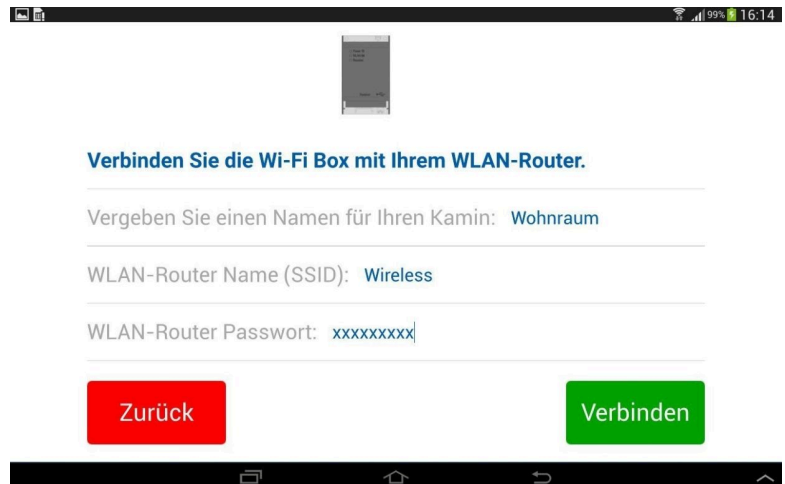 99% 16:14
Verbinden Sie die Wi-Fi Box mit Ihrem WLAN-Router.
Vergeben Sie einen Namen für Ihren Kamin: Wohnraum
WLAN-Router Name (SSID): Wireless
WLAN-Router Passwort: xxxxxxxxx
Zurück
Verbinden